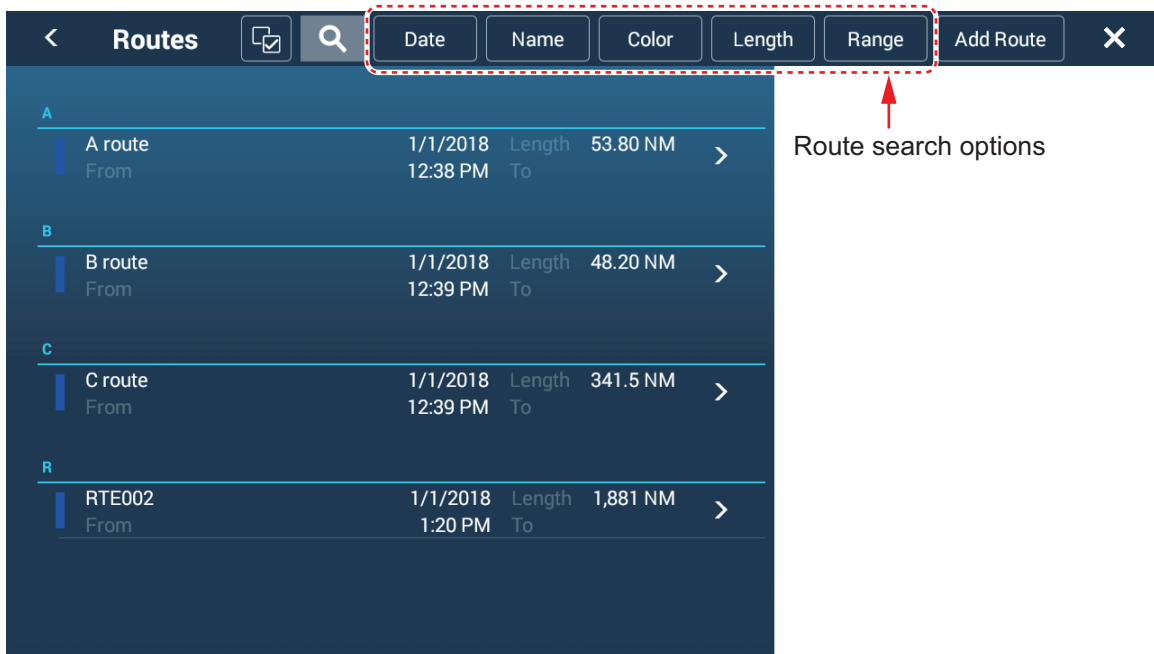 Routes Date Name Color Length Range Add Route
Route search options
A
A route 1/1/2018 Length 53.80 NM
From 12:38 PM To
B
B route 1/1/2018 Length 48.20 NM
From 12:39 PM To
C
C route 1/1/2018 Length 341.5 NM
From 12:39 PM To
R
RTE002 1/1/2018 Length 1,881 NM
From 1:20 PM To